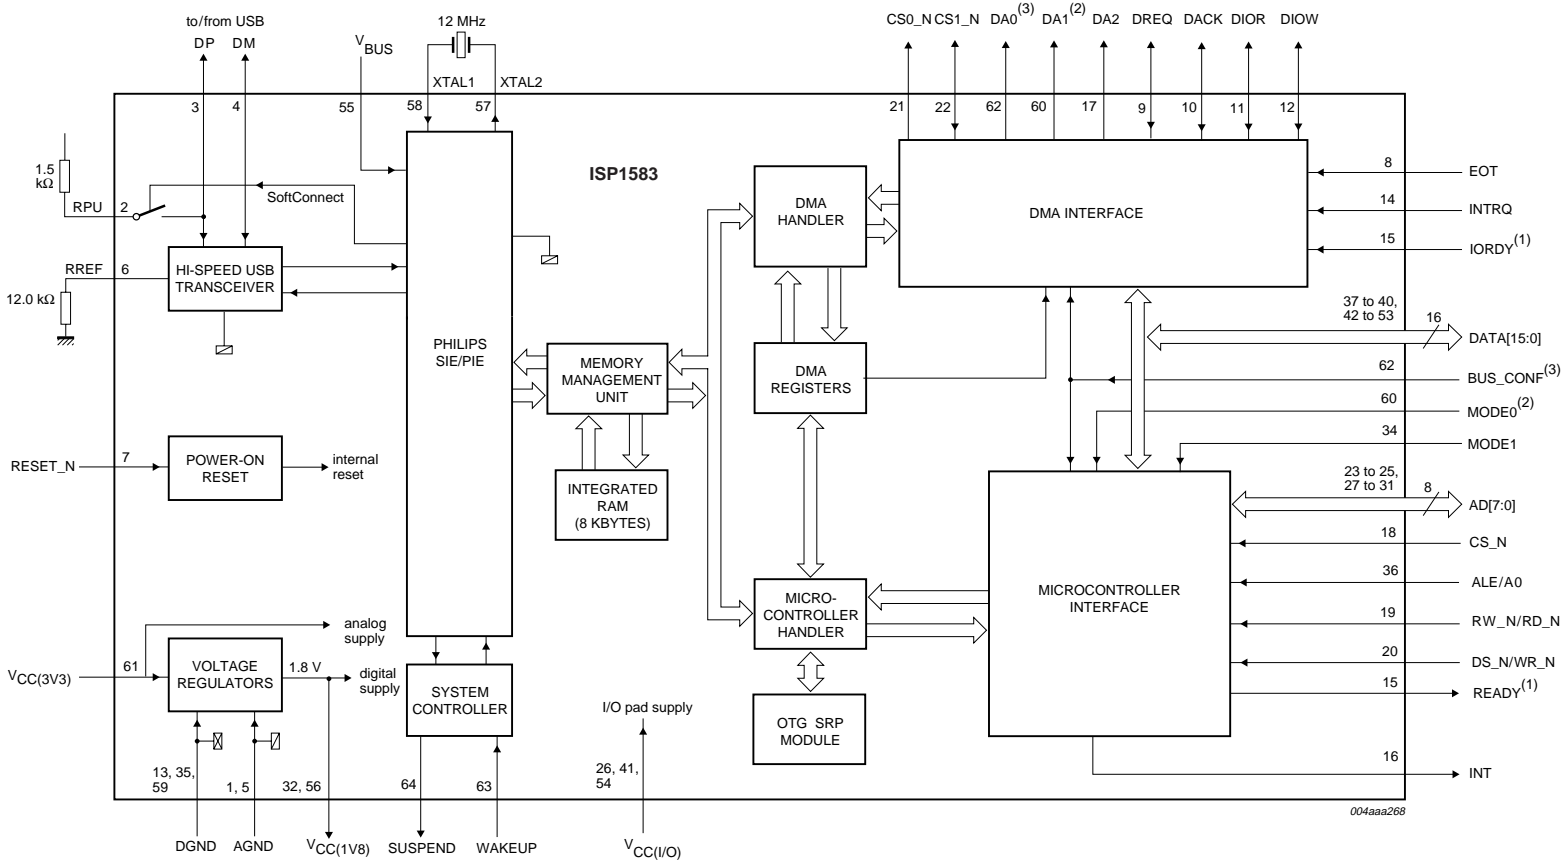 to/from USB
DP
DM
VBUS
12 MHz
XTAL1
XTAL2
CS0_N
CS1_N
DA0(3)
DA1(2)
DA2
DREQ
DACK
DIOR
DIOW
3
4
55
58
57
21
22
62
60
17
9
10
11
12
1.5
kΩ
RPU
2
SoftConnect
ISP1583
RREF
6
12.0 kΩ
HI-SPEED USB
TRANSCEIVER
PHILIPS
SIE/PIE
MEMORY
MANAGEMENT
UNIT
INTEGRATED
RAM
(8 KBYTES)
DMA
HANDLER
DMA
REGISTERS
DMA INTERFACE
8
EOT
14
INTRQ
15
IORDY(1)
37 to 40,
42 to 53
16
DATA[15:0]
62
BUS_CONF(3)
60
MODE0(2)
34
MODE1
RESET_N
7
POWER-ON
RESET
internal
reset
23 to 25,
27 to 31
8
AD[7:0]
18
CS_N
36
ALE/A0
19
RW_N/RD_N
20
DS_N/WR_N
15
READY(1)
16
INT
MICROCONTROLLER
INTERFACE
MICRO-
CONTROLLER
HANDLER
OTG SRP
MODULE
analog
supply
VCC(3V3)
61
VOLTAGE
REGULATORS
1.8 V
digital
supply
SYSTEM
CONTROLLER
I/O pad supply
13, 35,
59
1, 5
32, 56
64
63
26, 41,
54
004aaa268
DGND
AGND
VCC(1V8)
SUSPEND
WAKEUP
VCC(I/O)